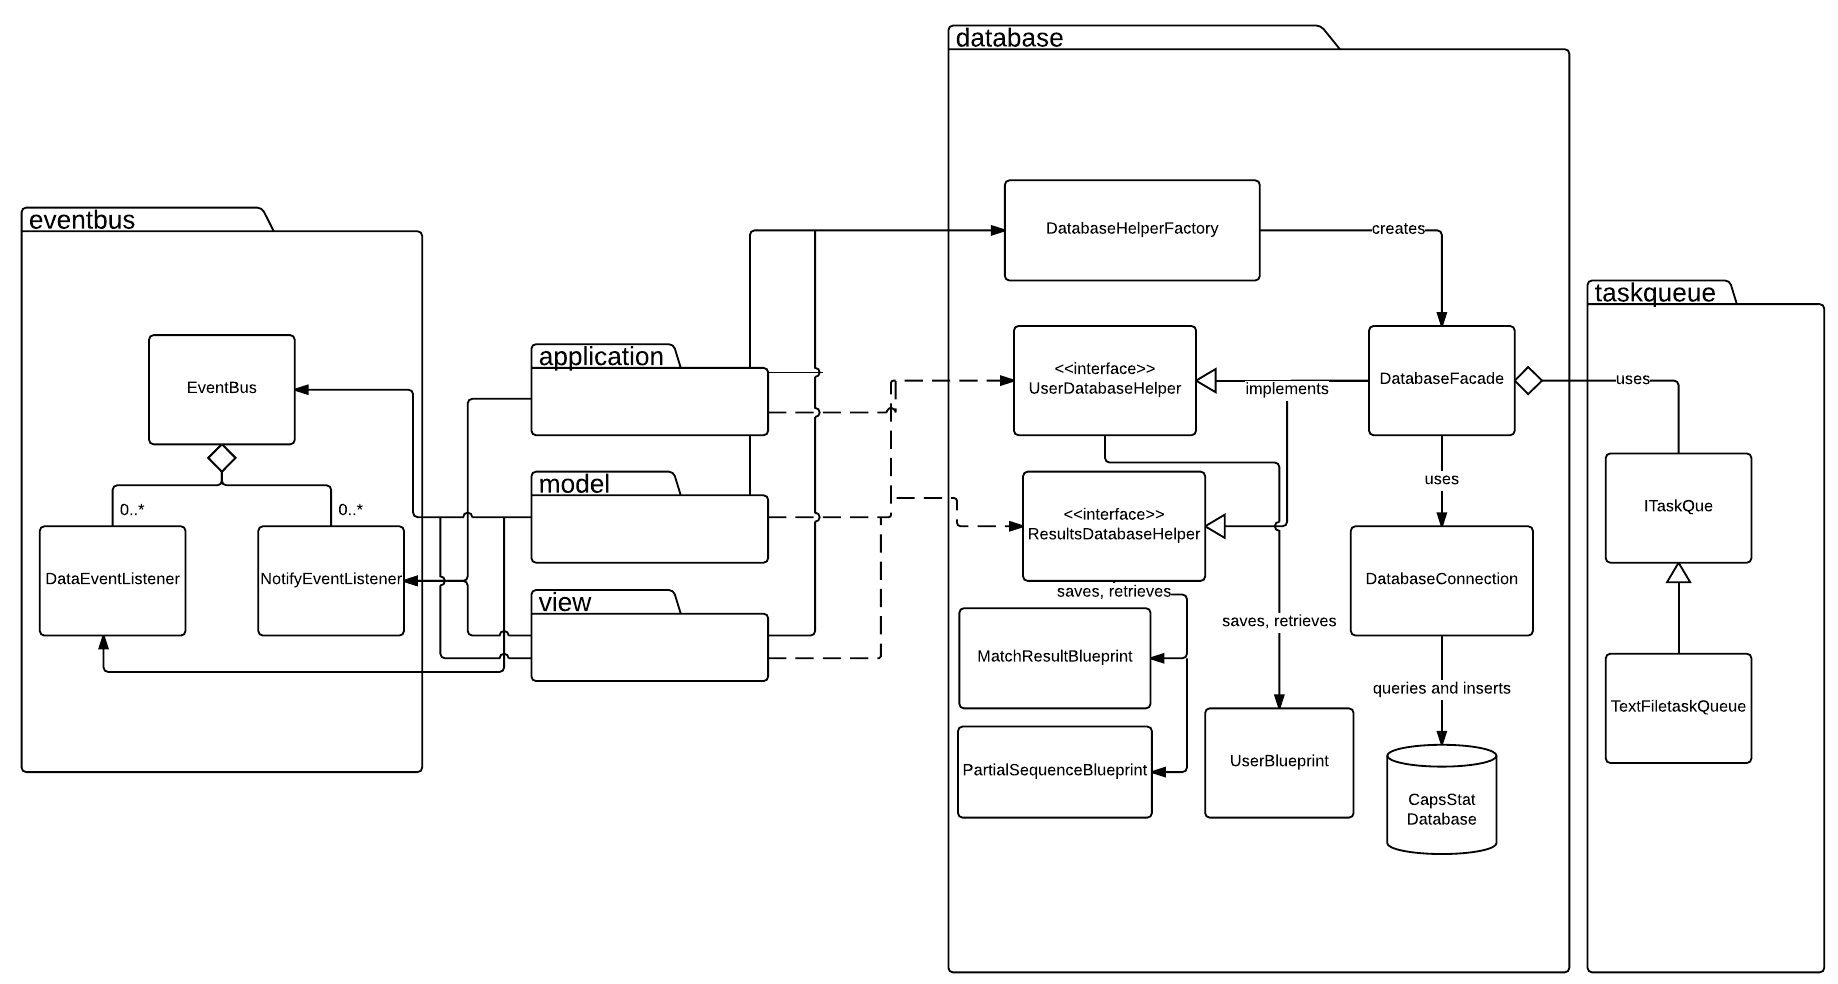 database
eventbus
DatabaseHelperFactory
creates
taskqueue
application
<<interface>>
UserDatabaseHelper
implements
DatabaseFacade
uses
EventBus
model
uses
0..*
0..*
<<interface>>
ResultsDatabaseHelper
ITaskQue
DataEventListener
NotifyEventListener
DatabaseConnection
view
saves, retrieves
saves, retrieves
MatchResultBlueprint
queries and inserts
TextFiletaskQueue
PartialSequenceBlueprint
UserBlueprint
CapsStat
Database